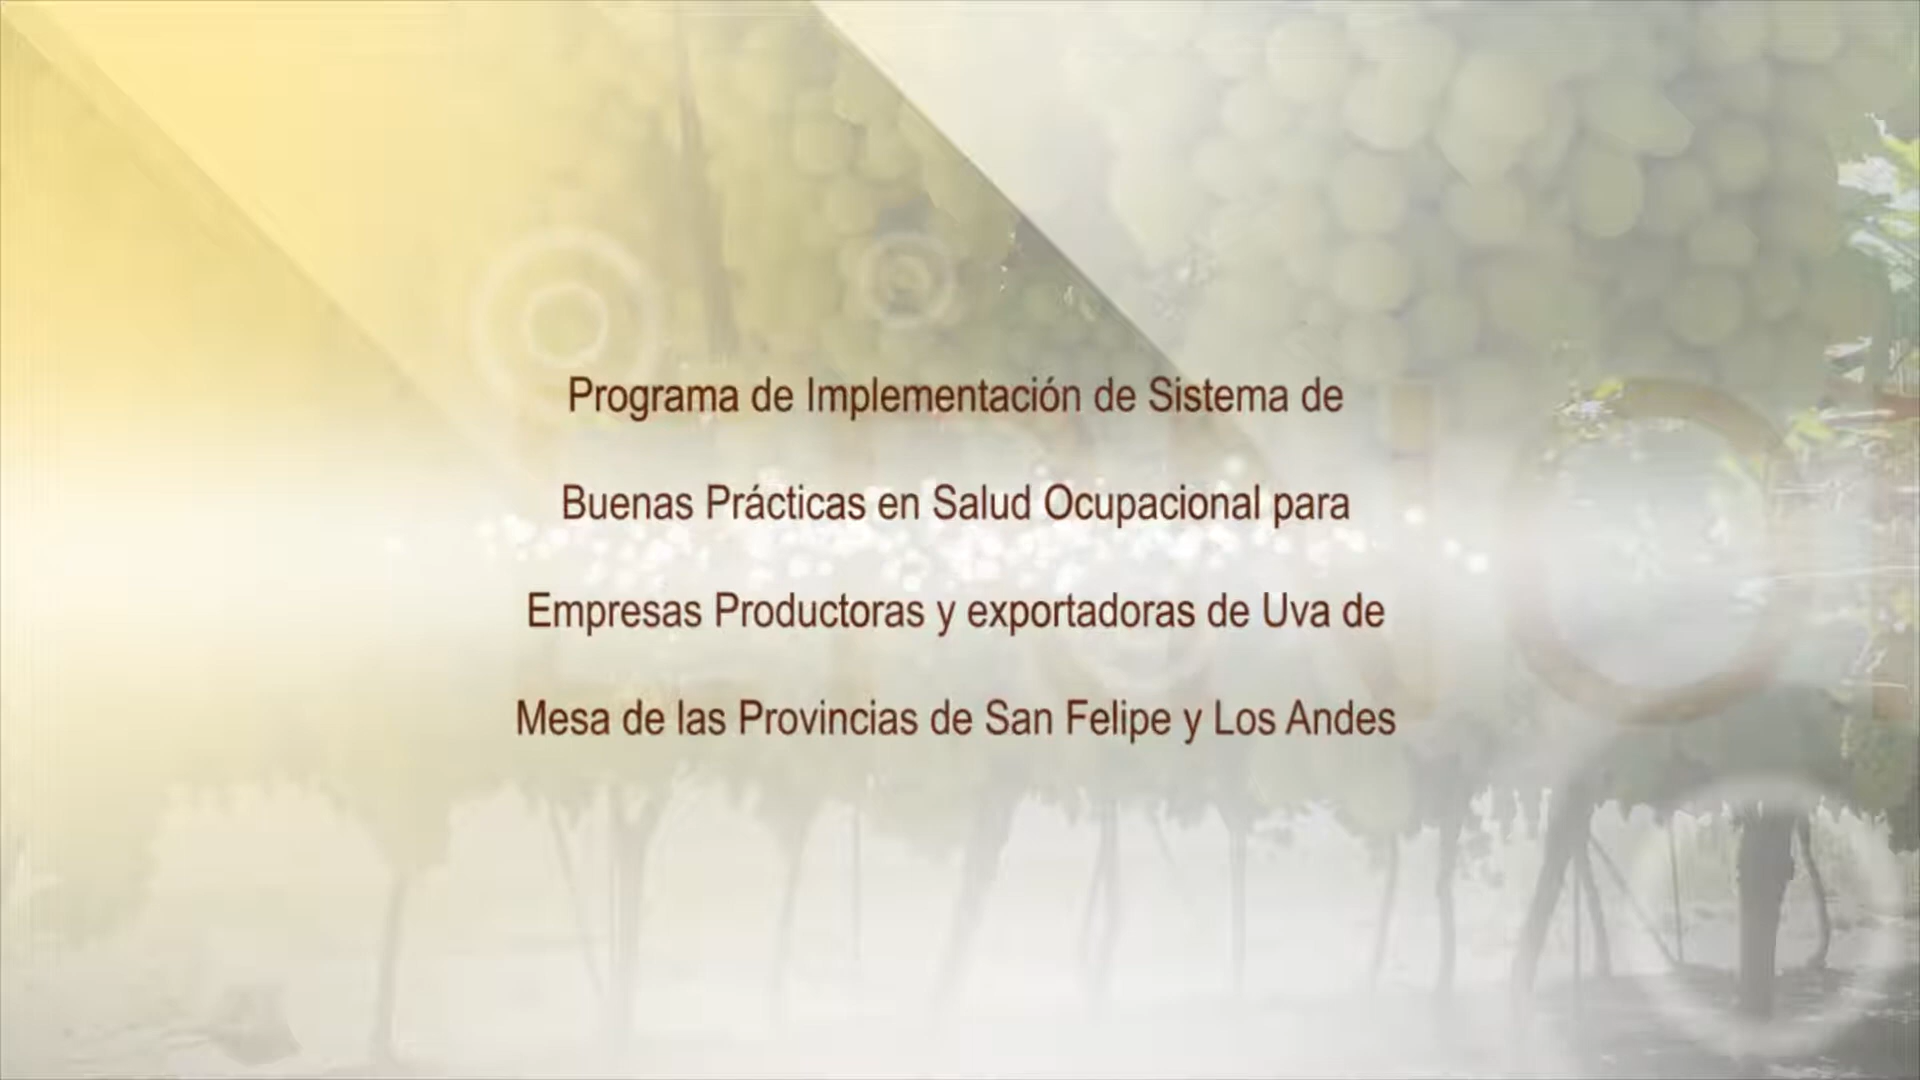 Programa de Implementación de Sistema de
Buenas Prácticas en Salud Ocupacional para
Empresas Productoras y exportadoras de Uva de
Mesa de las Provincias de San Felipe y Los Andes